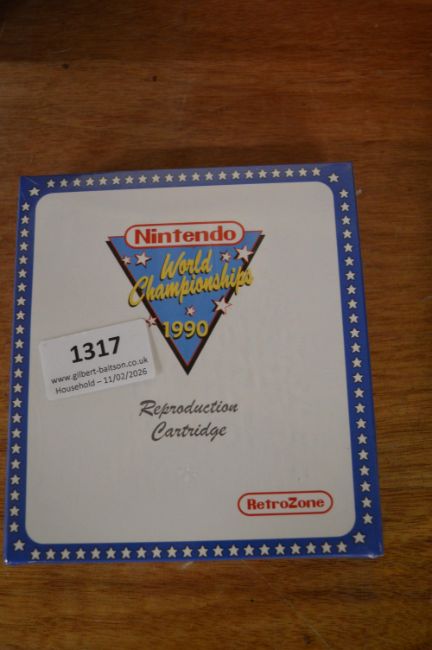 Nintendo
World
Championships
1990
1317
www.gilbert-baitson.co.uk
Household – 11/02/2026
Reproduction
Cartridge
RetroZone